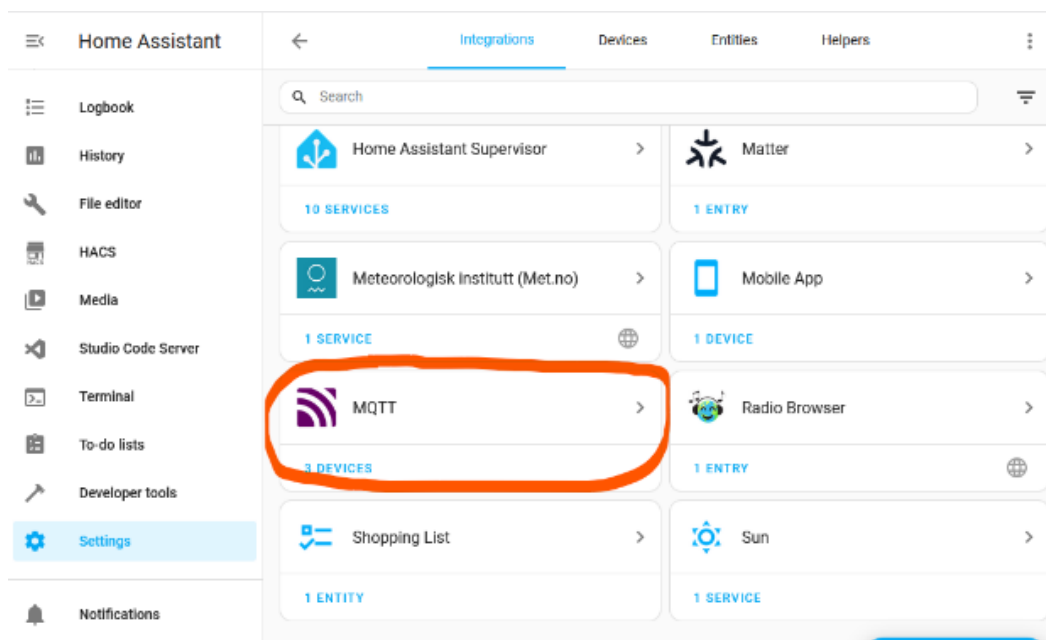 Home Assistant
Logbook
History
File editor
HACS
Media
Studio Code Server
Terminal
To-do lists
Developer tools
Settings
Notifications
Integrations Devices Entities Helpers
Search
Home Assistant Supervisor
10 SERVICES
Matter
1 ENTRY
Meteorologisk institutt (Met.no)
1 SERVICE
Mobile App
1 DEVICE
MQTT
3 DEVICES
Radio Browser
1 ENTRY
Shopping List
1 ENTITY
Sun
1 SERVICE